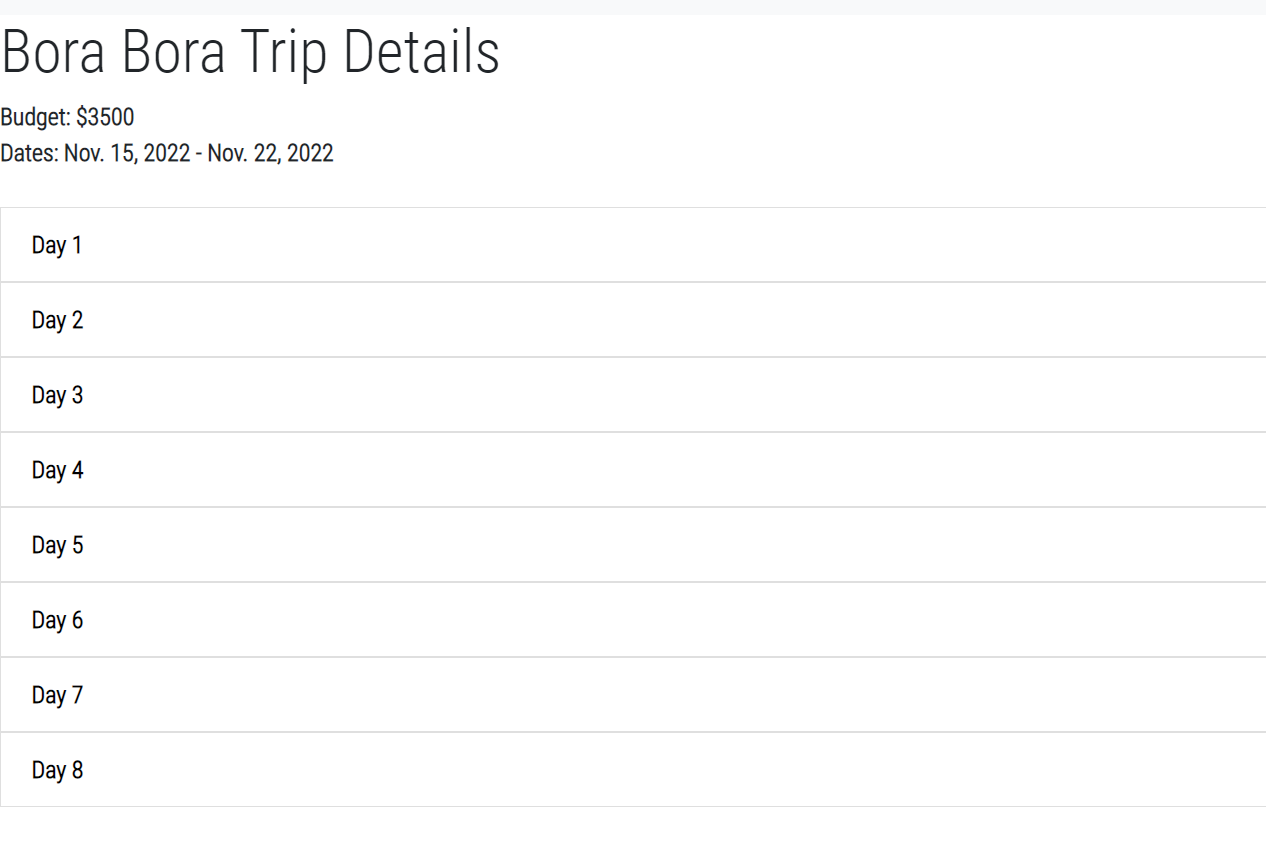 Bora Bora Trip Details
Budget: $3500
Dates: Nov. 15, 2022 - Nov. 22, 2022
Day 1
Day 2
Day 3
Day 4
Day 5
Day 6
Day 7
Day 8